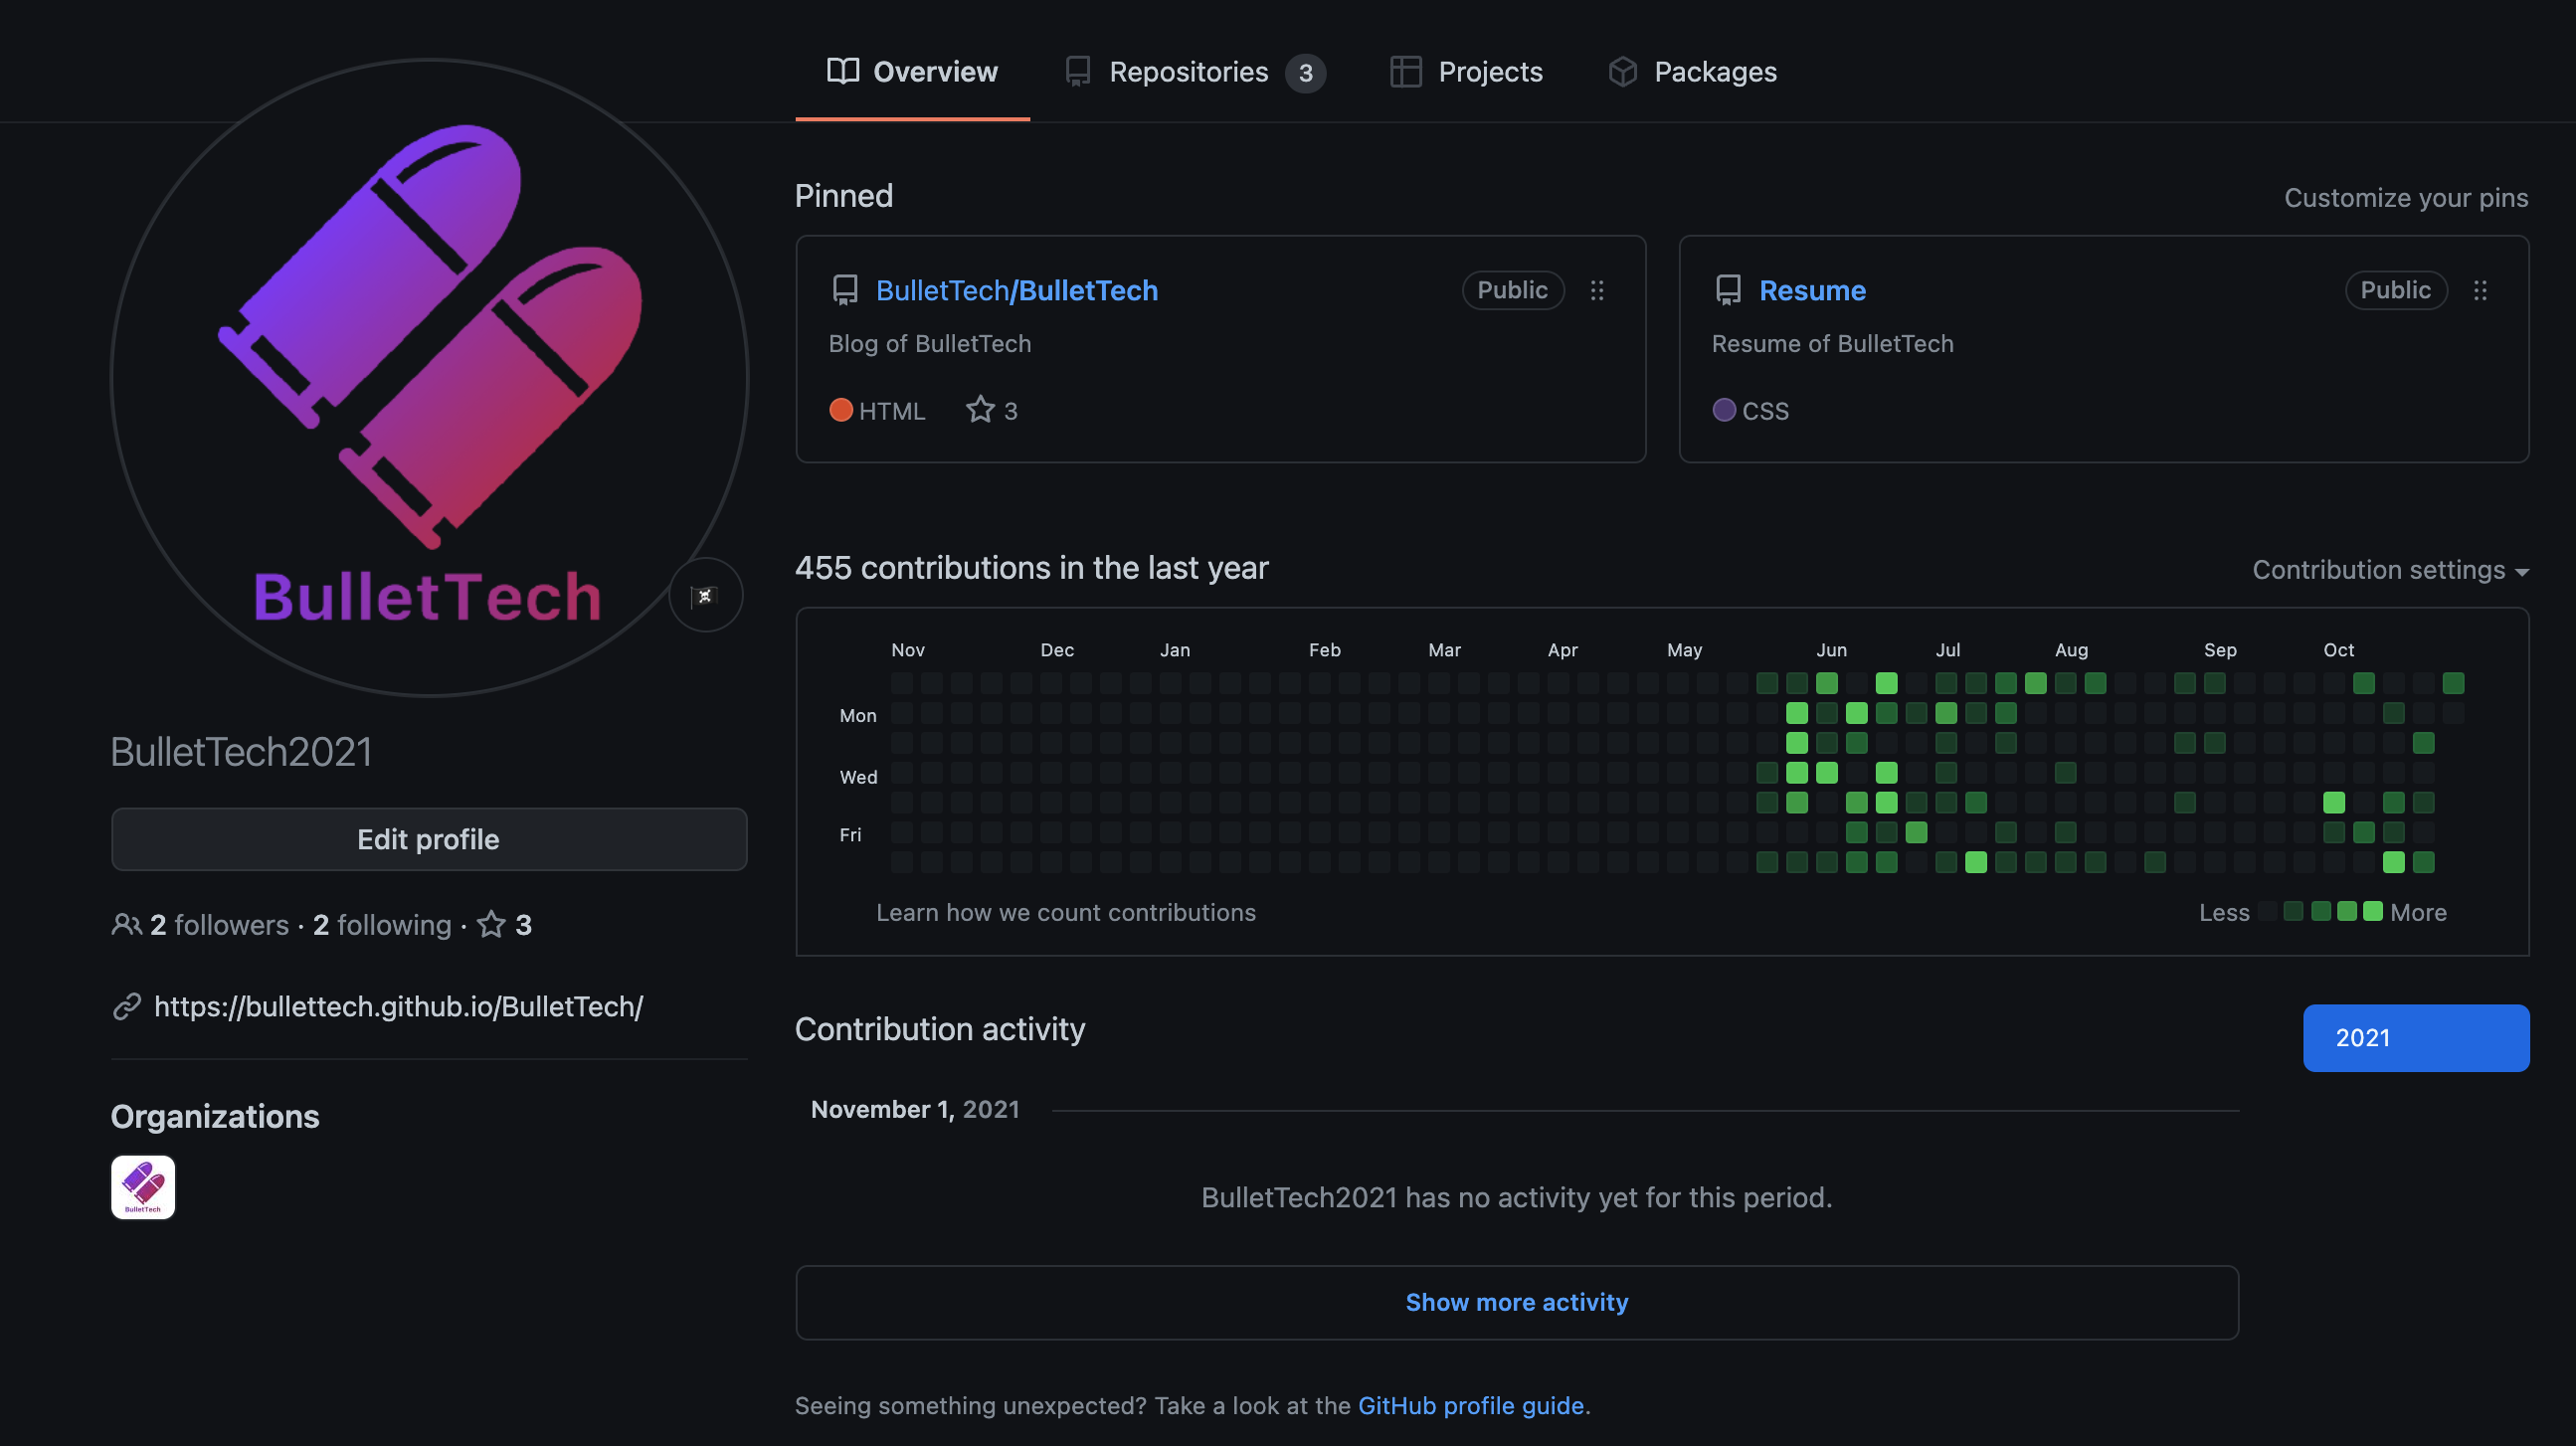 Overview Repositories 3 Projects Packages
BulletTech
BulletTech2021
Edit profile
2 followers · 2 following · 3
https://bullettech.github.io/BulletTech/
Organizations
BulletTech
Pinned
Customize your pins
BulletTech/BulletTech Public
Blog of BulletTech
HTML 3
Resume Public
Resume of BulletTech
CSS
455 contributions in the last year
Contribution settings
Nov Dec Jan Feb Mar Apr May Jun Jul Aug Sep Oct
Mon
Wed
Fri
Learn how we count contributions
Less More
Contribution activity
2021
November 1, 2021
BulletTech2021 has no activity yet for this period.
Show more activity
Seeing something unexpected? Take a look at the GitHub profile guide.